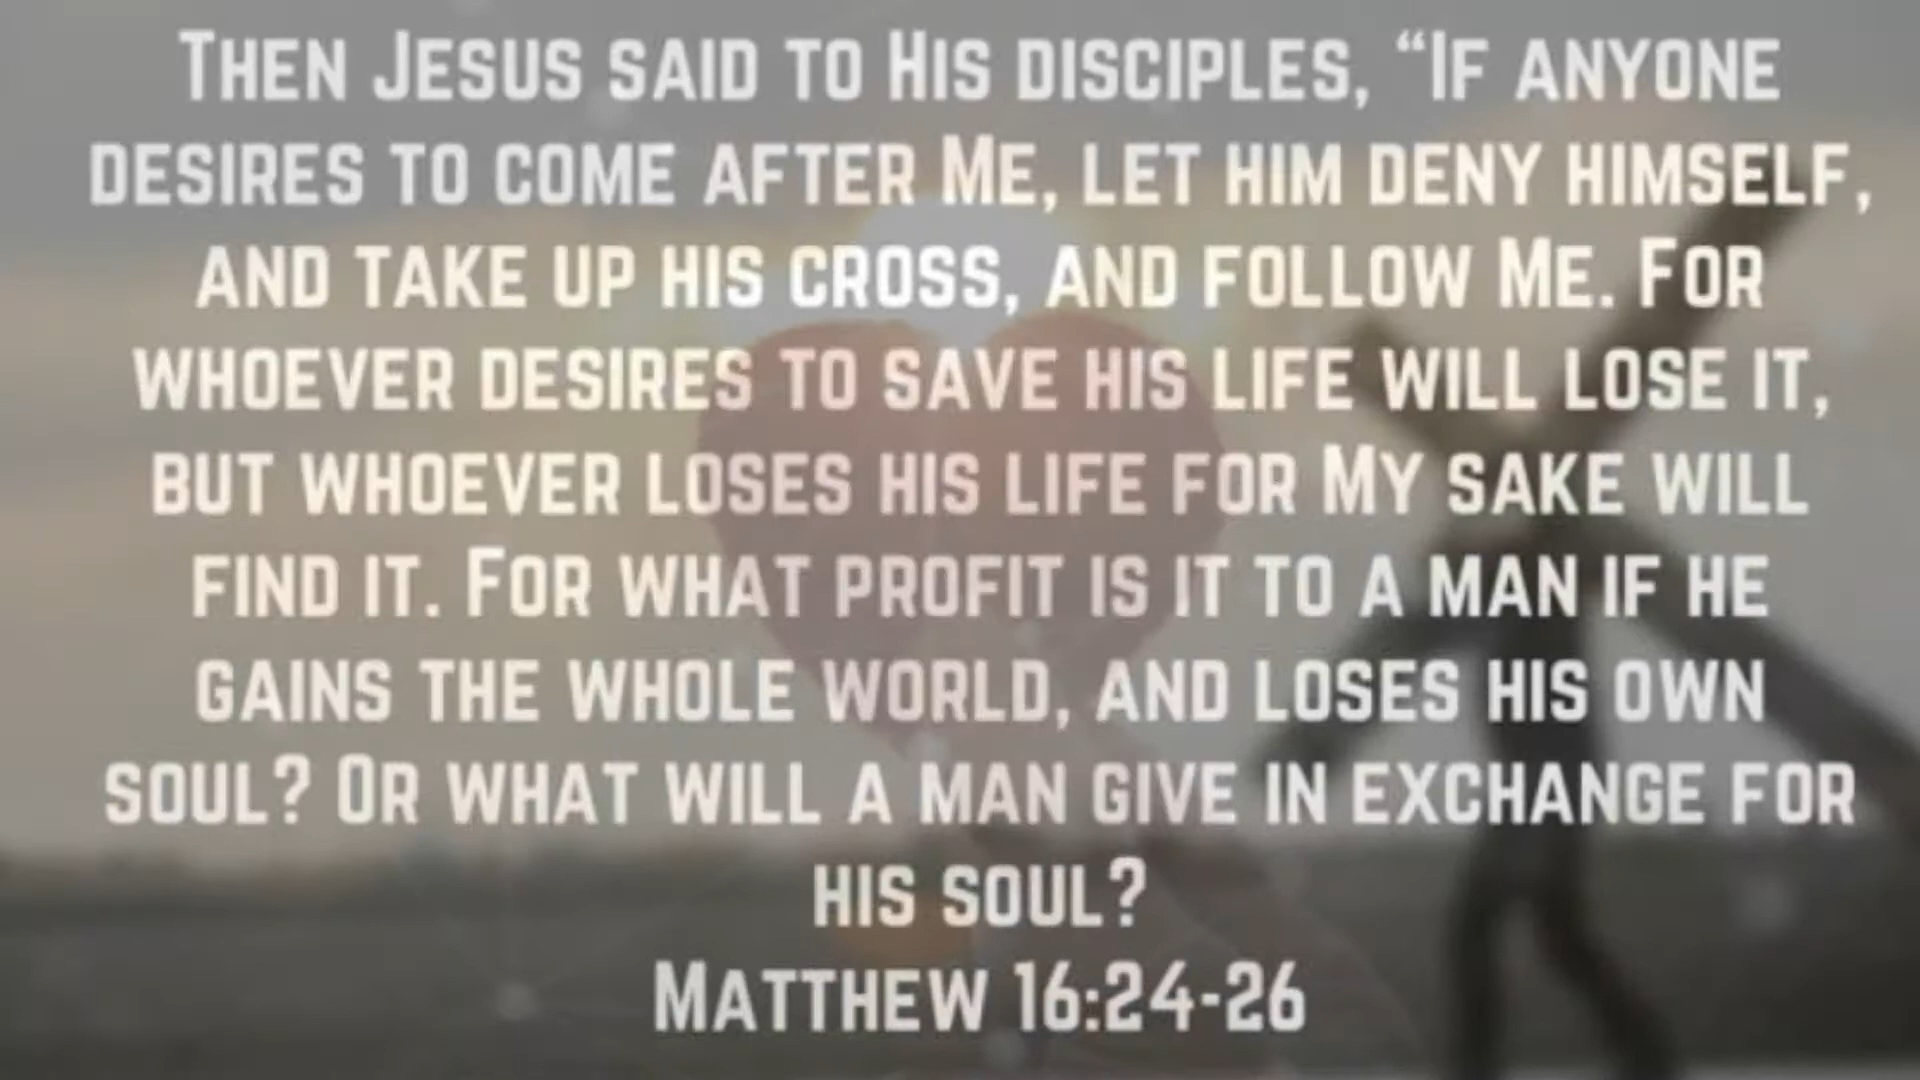 Then Jesus said to His disciples, “If anyone
desires to come after Me, let him deny himself,
and take up his cross, and follow Me. For
whoever desires to save his life will lose it,
but whoever loses his life for My sake will
find it. For what profit is it to a man if he
gains the whole world, and loses his own
soul? Or what will a man give in exchange for
his soul?
Matthew 16:24-26